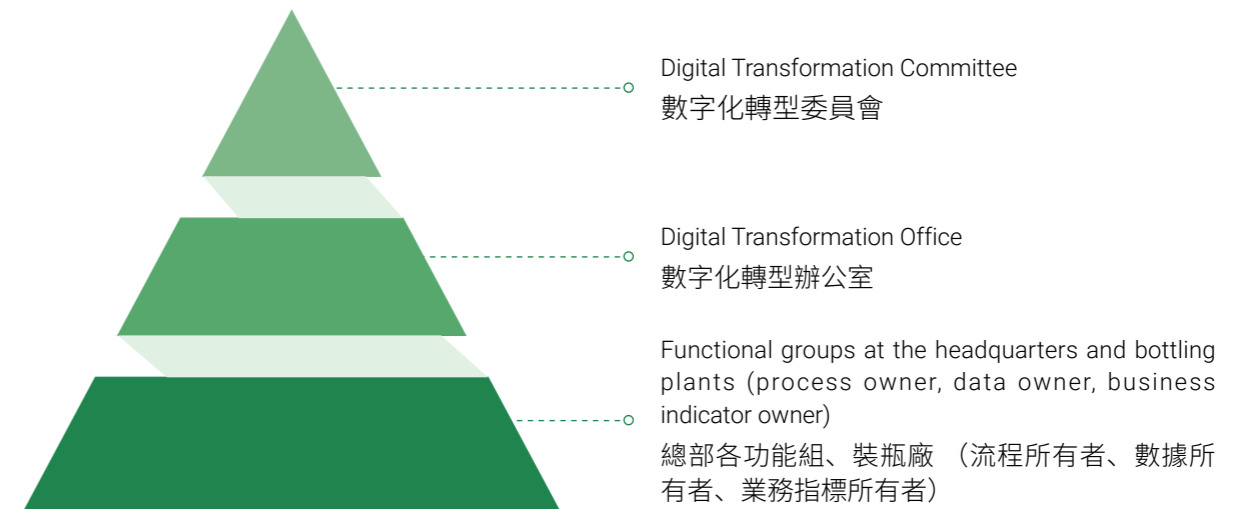 Digital Transformation Committee
數字化轉型委員會
Digital Transformation Office
數字化轉型辦公室
Functional groups at the headquarters and bottling
plants (process owner, data owner, business
indicator owner)
總部各功能組、裝瓶廠 （流程所有者、數據所
有者、業務指標所有者）